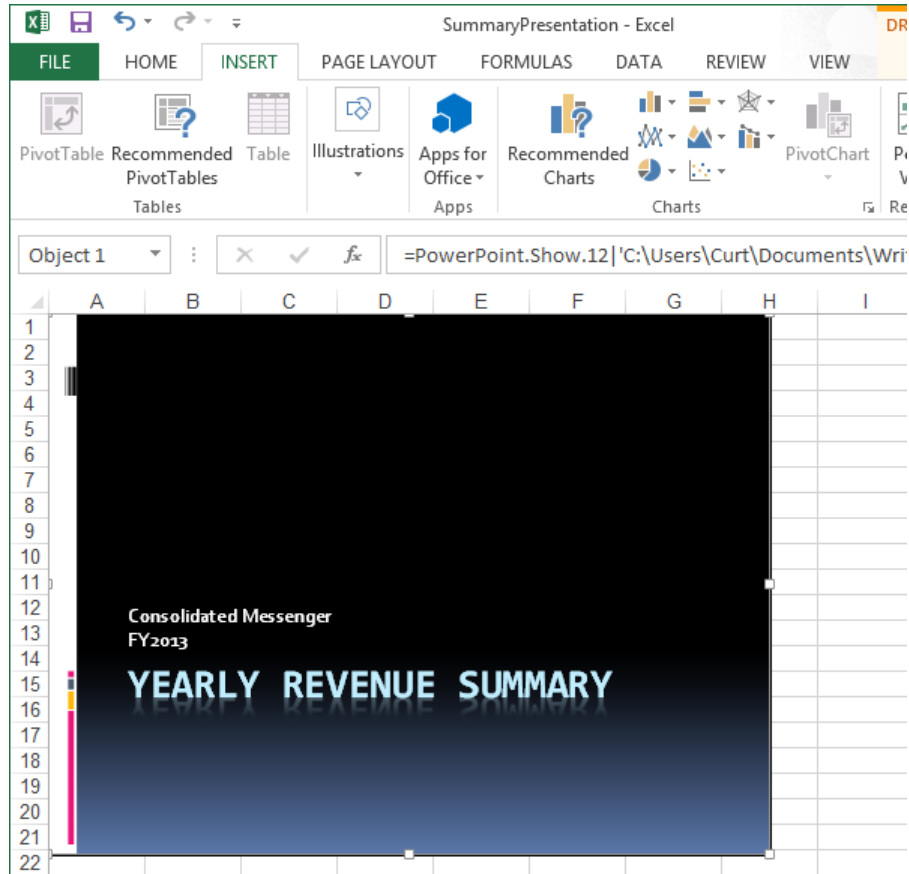 SummaryPresentation - Excel
DR
FILE HOME INSERT PAGE LAYOUT FORMULAS DATA REVIEW VIEW
PivotTable Recommended PivotTables Table Illustrations Apps for Office Recommended Charts PivotChart
Tables Apps Charts Re
Object 1 fx =PowerPoint.Show.12|'C:\Users\Curt\Documents\Wri
A B C D E F G H I
1
2
3
4
5
6
7
8
9
10
11
12
Consolidated Messenger
13
FY2013
14
15
YEARLY REVENUE SUMMARY
16
17
18
19
20
21
22